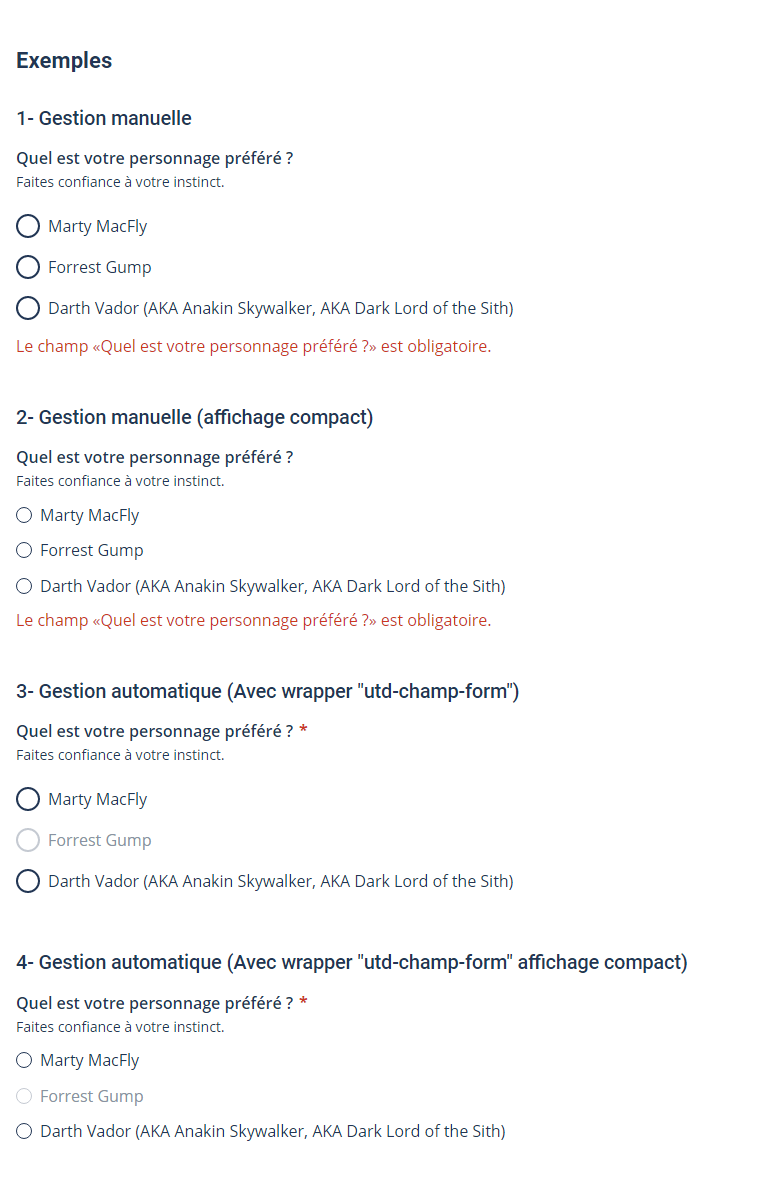 Exemples
1- Gestion manuelle
Quel est votre personnage préféré ?
Faites confiance à votre instinct.
Marty MacFly
Forrest Gump
Darth Vador (AKA Anakin Skywalker, AKA Dark Lord of the Sith)
Le champ «Quel est votre personnage préféré ?» est obligatoire.
2- Gestion manuelle (affichage compact)
Quel est votre personnage préféré ?
Faites confiance à votre instinct.
Marty MacFly
Forrest Gump
Darth Vador (AKA Anakin Skywalker, AKA Dark Lord of the Sith)
Le champ «Quel est votre personnage préféré ?» est obligatoire.
3- Gestion automatique (Avec wrapper "utd-champ-form")
Quel est votre personnage préféré ? *
Faites confiance à votre instinct.
Marty MacFly
Forrest Gump
Darth Vador (AKA Anakin Skywalker, AKA Dark Lord of the Sith)
4- Gestion automatique (Avec wrapper "utd-champ-form" affichage compact)
Quel est votre personnage préféré ? *
Faites confiance à votre instinct.
Marty MacFly
Forrest Gump
Darth Vador (AKA Anakin Skywalker, AKA Dark Lord of the Sith)